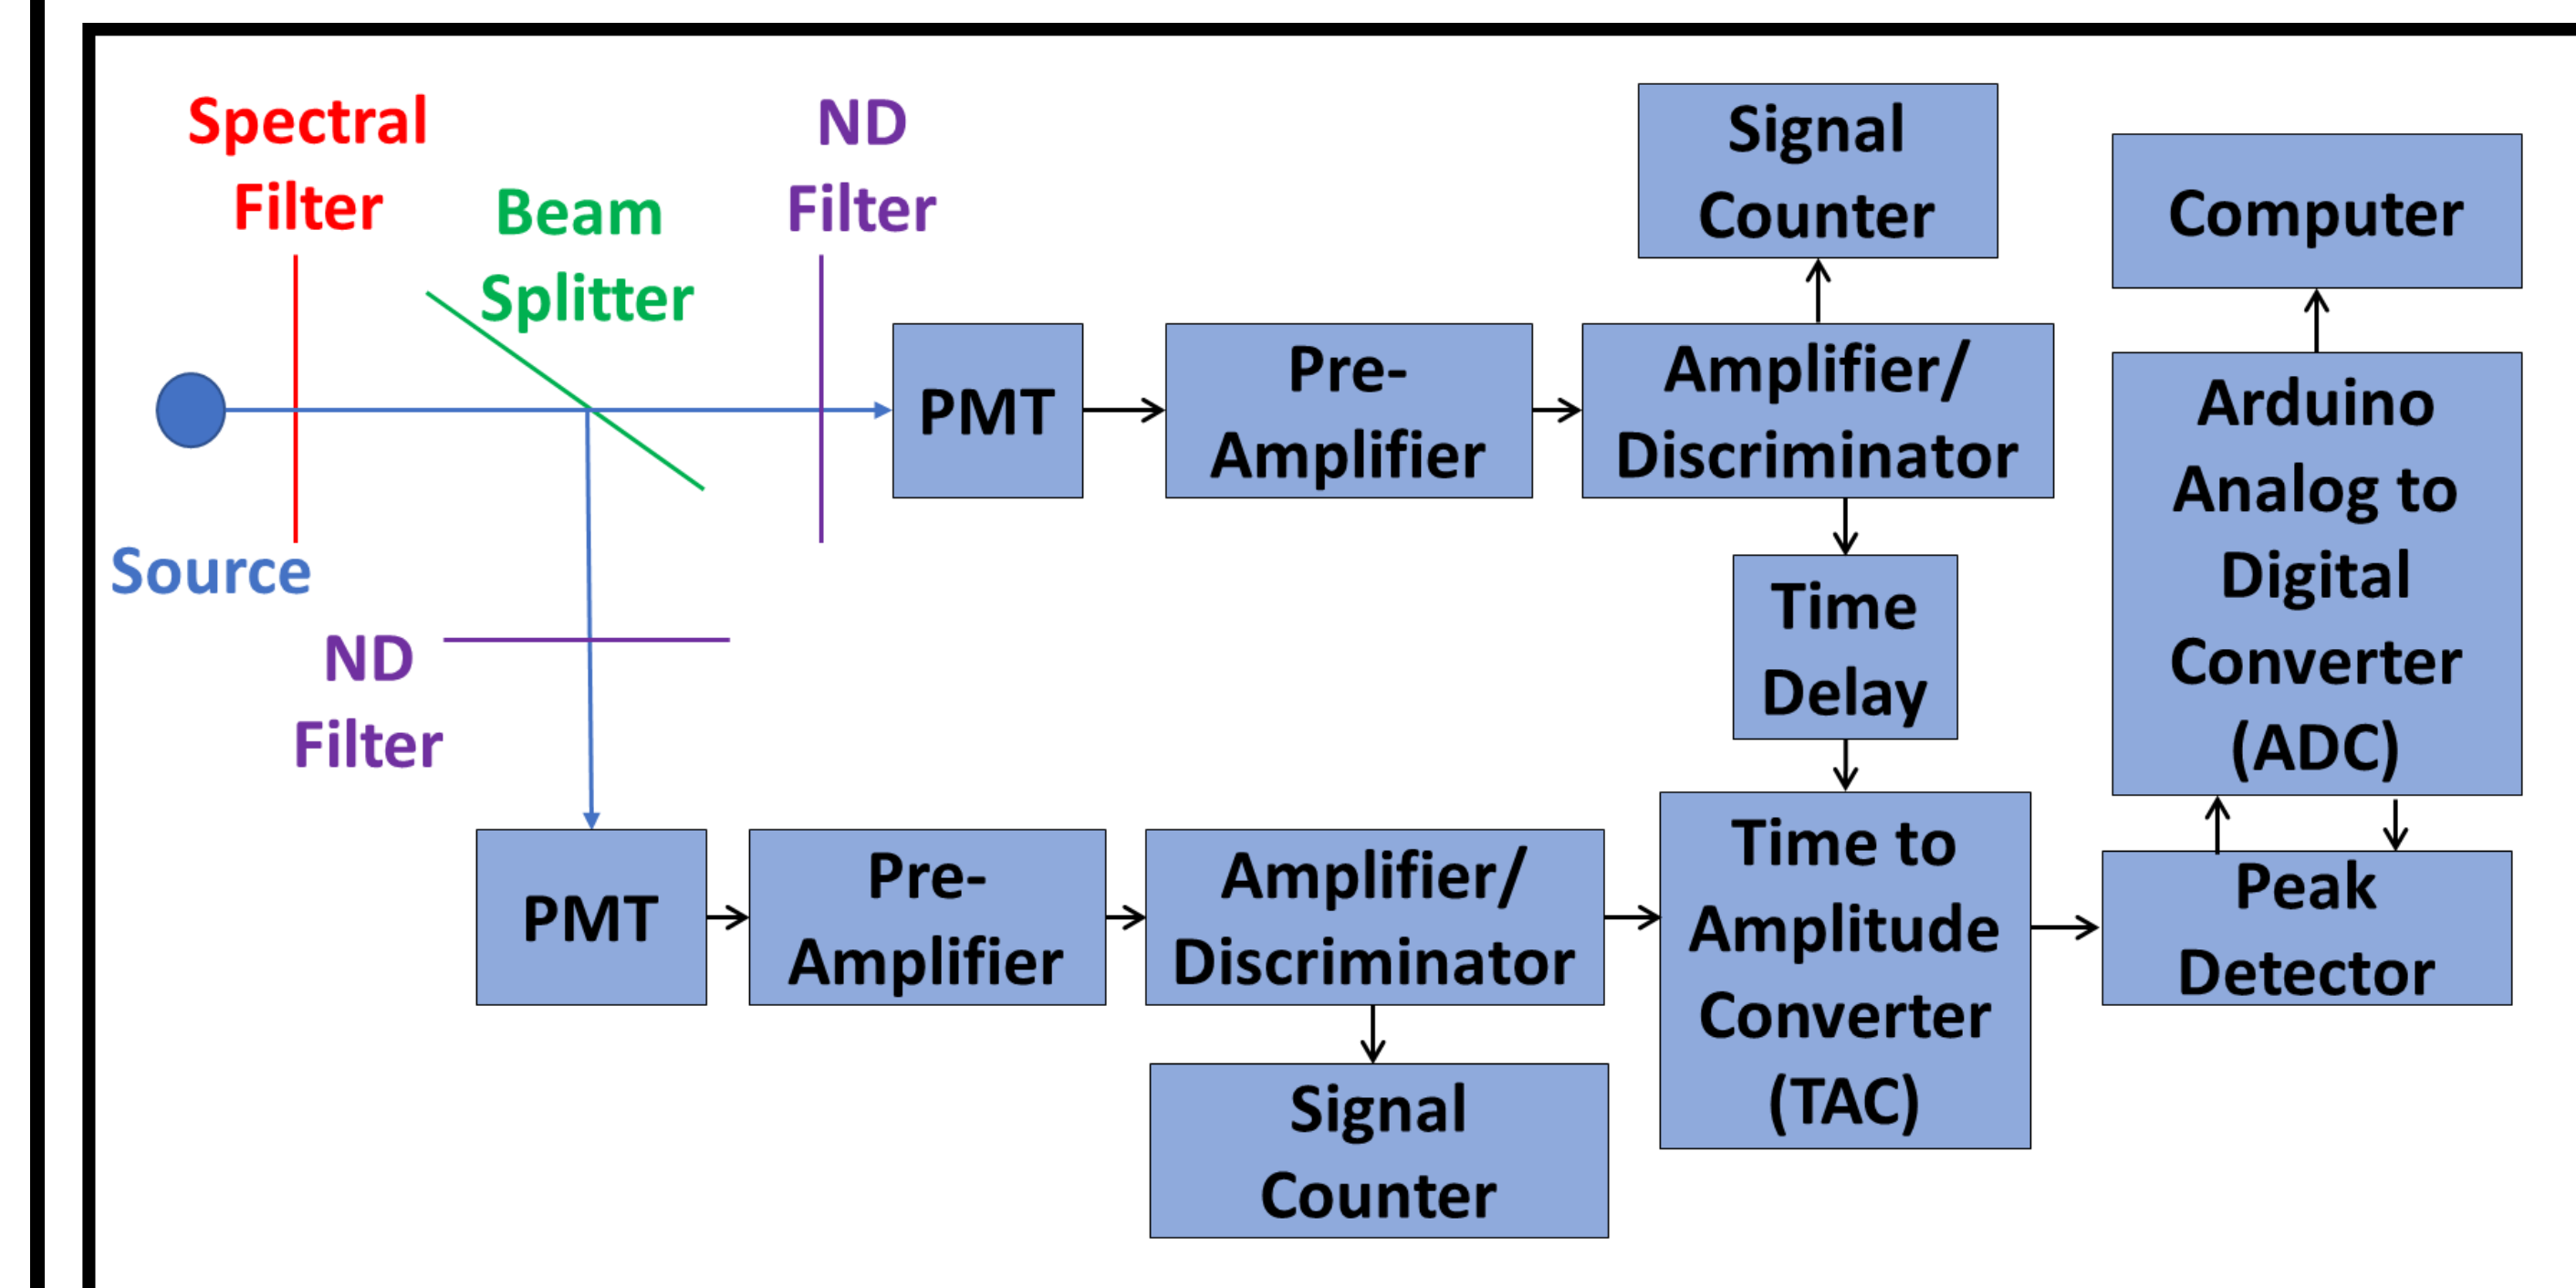 Spectral
Filter
Beam
Splitter
ND
Filter
Source
ND
Filter
PMT
Pre-
Amplifier
Amplifier/
Discriminator
Signal
Counter
Time
Delay
PMT
Pre-
Amplifier
Amplifier/
Discriminator
Signal
Counter
Time to
Amplitude
Converter
(TAC)
Peak
Detector
Arduino
Analog to
Digital
Converter
(ADC)
Computer